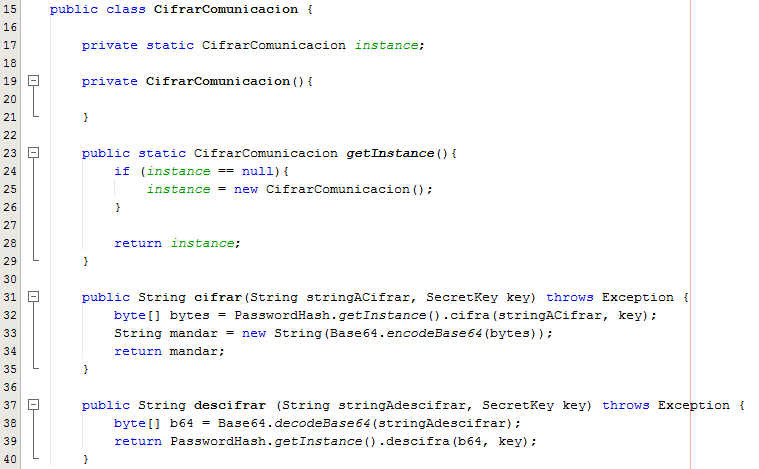 15 public class CifrarComunicacion {
16
17 private static CifrarComunicacion instance;
18
19 private CifrarComunicacion(){
20
21 }
22
23 public static CifrarComunicacion getInstance(){
24 if (instance == null){
25 instance = new CifrarComunicacion();
26 }
27
28 return instance;
29 }
30
31 public String cifrar(String stringACifrar, SecretKey key) throws Exception {
32 byte[] bytes = PasswordHash.getInstance().cifra(stringACifrar, key);
33 String mandar = new String(Base64.encodeBase64(bytes));
34 return mandar;
35 }
36
37 public String descifrar (String stringAdescifrar, SecretKey key) throws Exception {
38 byte[] b64 = Base64.decodeBase64(stringAdescifrar);
39 return PasswordHash.getInstance().descifra(b64, key);
40 }